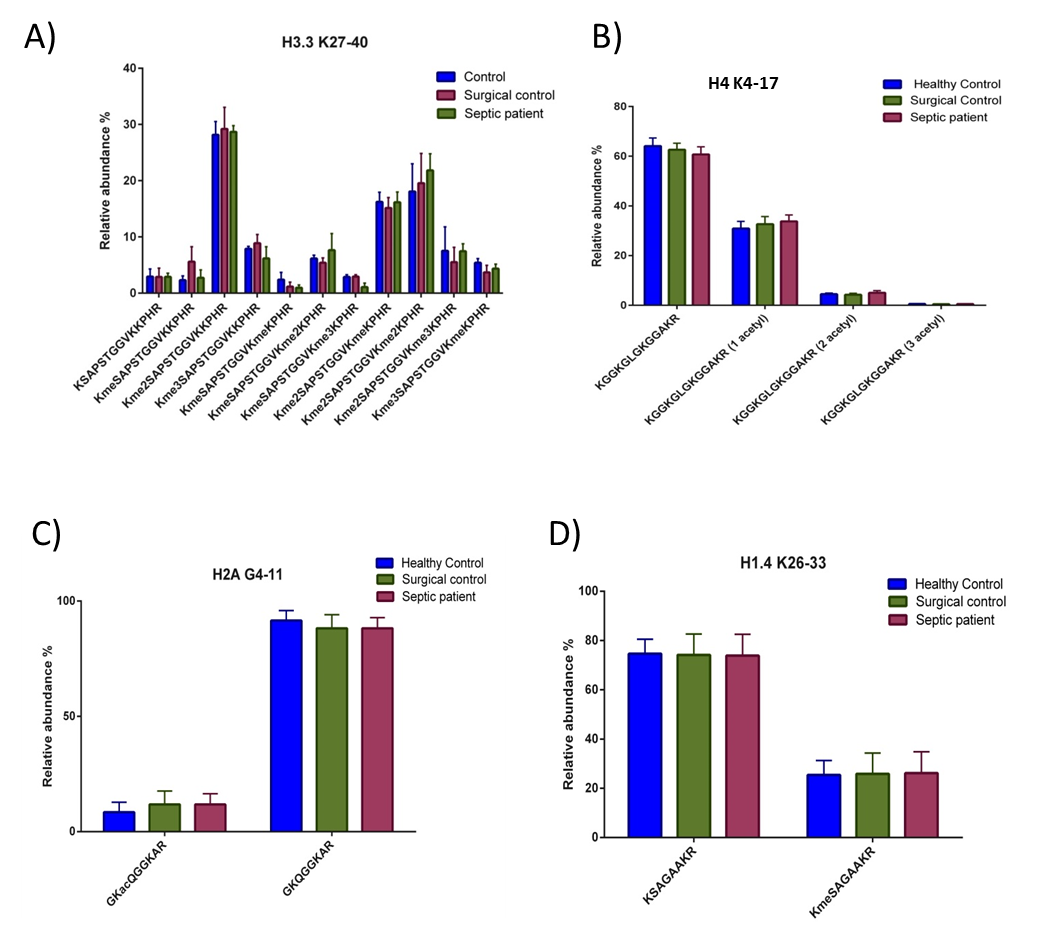 A)
H3.3 K27-40
Control
Surgical control
Septic patient
Relative abundance %
40
30
20
10
0
KSAPSTGGVKKPHR
KmeSAPSTGGVKKPHR
Kme2SAPSTGGVKKPHR
Kme3SAPSTGGVKKPHR
KmeSAPSTGGVKmeKPHR
KmeSAPSTGGVKme2KPHR
KmeSAPSTGGVKme3KPHR
Kme2SAPSTGGVKmeKPHR
Kme2SAPSTGGVKme2KPHR
Kme2SAPSTGGVKme3KPHR
Kme3SAPSTGGVKmeKPHR
B)
H4 K4-17
Healthy Control
Surgical Control
Septic patient
Relative abundance %
80
60
40
20
0
KGGKGLGKGGAKR
KGGKGLGKGGAKR (1 acetyl)
KGGKGLGKGGAKR (2 acetyl)
KGGKGLGKGGAKR (3 acetyl)
C)
H2A G4-11
Healthy Control
Surgical control
Septic patient
Relative abundance %
100
50
0
GKacQGGKAR
GKQGGKAR
D)
H1.4 K26-33
Healthy Control
Surgical control
Septic patient
Relative abundance %
100
80
60
40
20
0
KSAGAAKR
KmeSAGAAKR